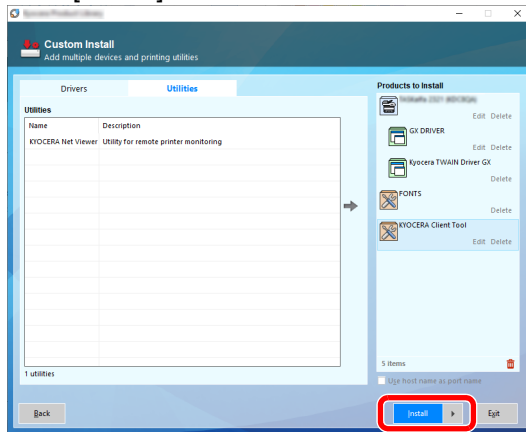 Custom Install
Add multiple devices and printing utilities
Drivers
Utilities
Utilities
Name
Description
KYOCERA Net Viewer
Utility for remote printer monitoring
1 utilities
Products to Install
Edit Delete
GX DRIVER
Edit Delete
Kyocera TWAIN Driver GX
Delete
FONTS
Delete
KYOCERA Client Tool
Edit Delete
5 items
Use host name as port name
Back
Install
Exit